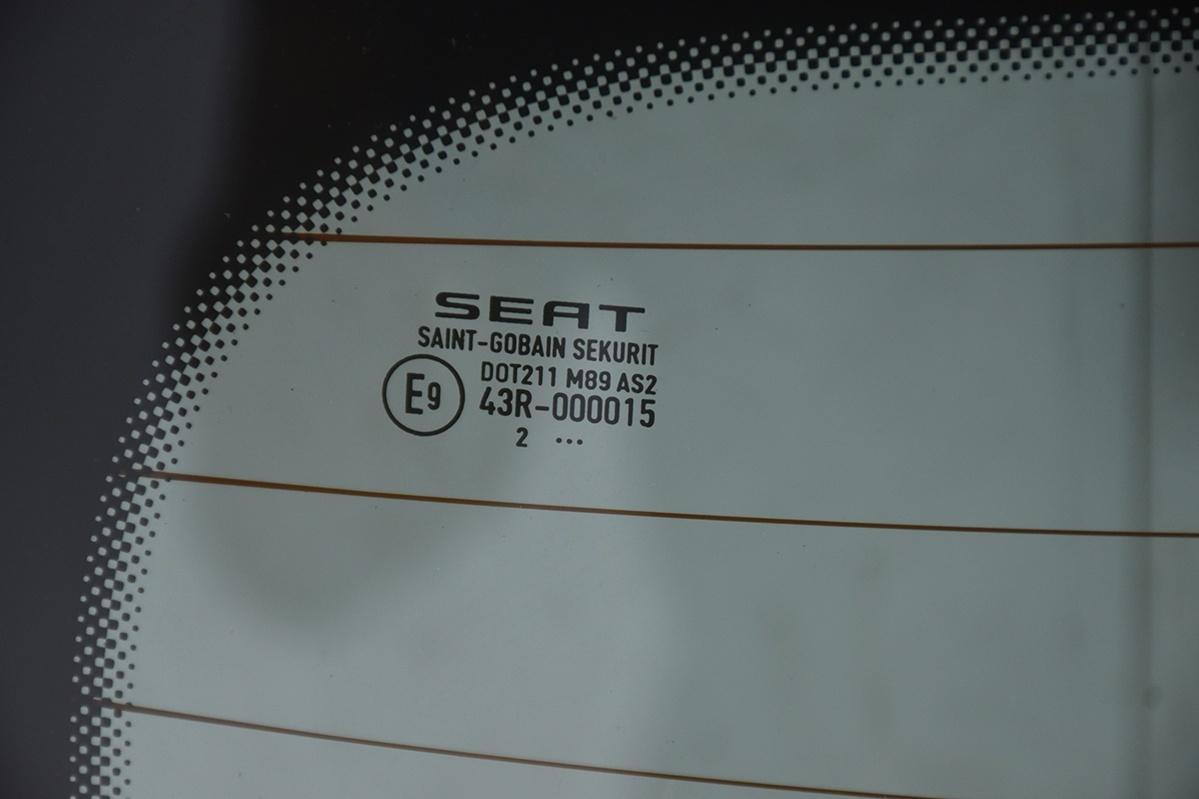 SEAT
SAINT-GOBAIN SEKURIT
DOT211 M89 AS2
E9 43R-000015
2 ...